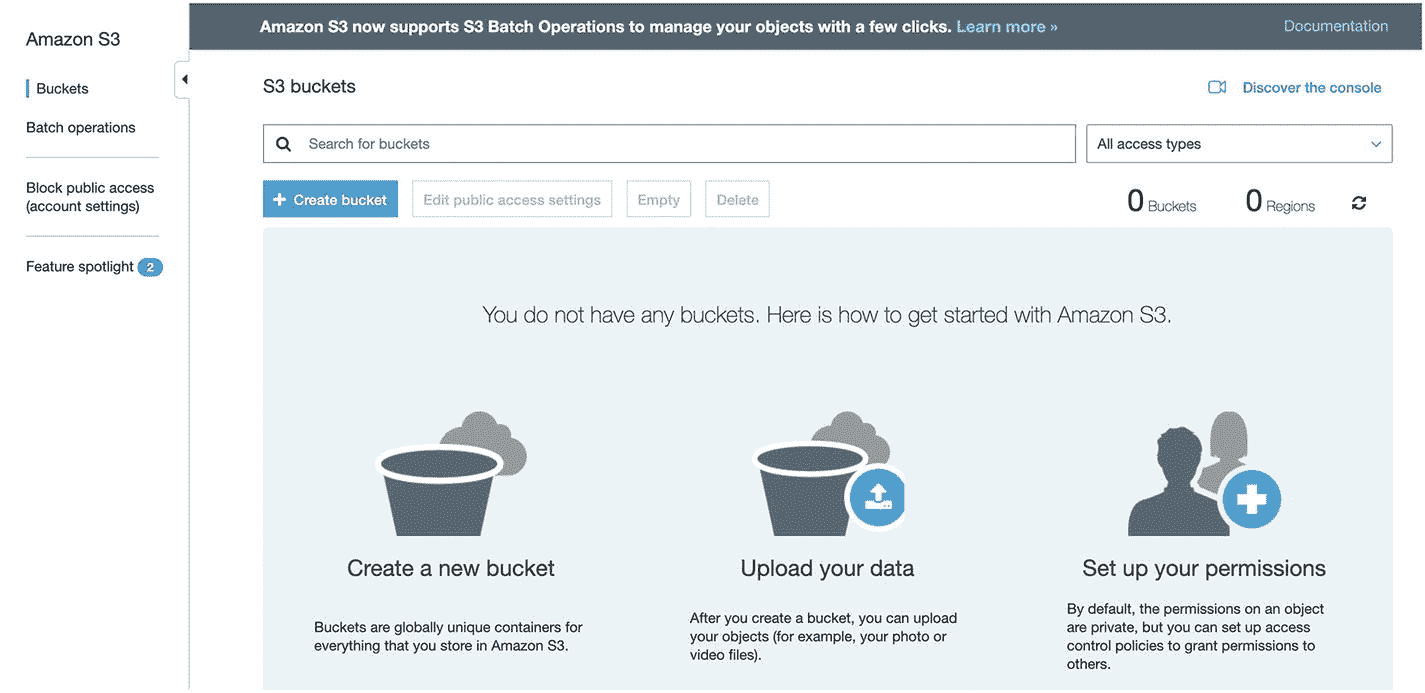 Amazon S3
Buckets
Batch operations
Block public access
(account settings)
Feature spotlight 2
Amazon S3 now supports S3 Batch Operations to manage your objects with a few clicks. Learn more »
Documentation
S3 buckets
Discover the console
Search for buckets
All access types
Create bucket
Edit public access settings
Empty
Delete
0 Buckets
0 Regions
You do not have any buckets. Here is how to get started with Amazon S3.
Create a new bucket
Buckets are globally unique containers for
everything that you store in Amazon S3.
Upload your data
After you create a bucket, you can upload
your objects (for example, your photo or
video files).
Set up your permissions
By default, the permissions on an object
are private, but you can set up access
control policies to grant permissions to
others.